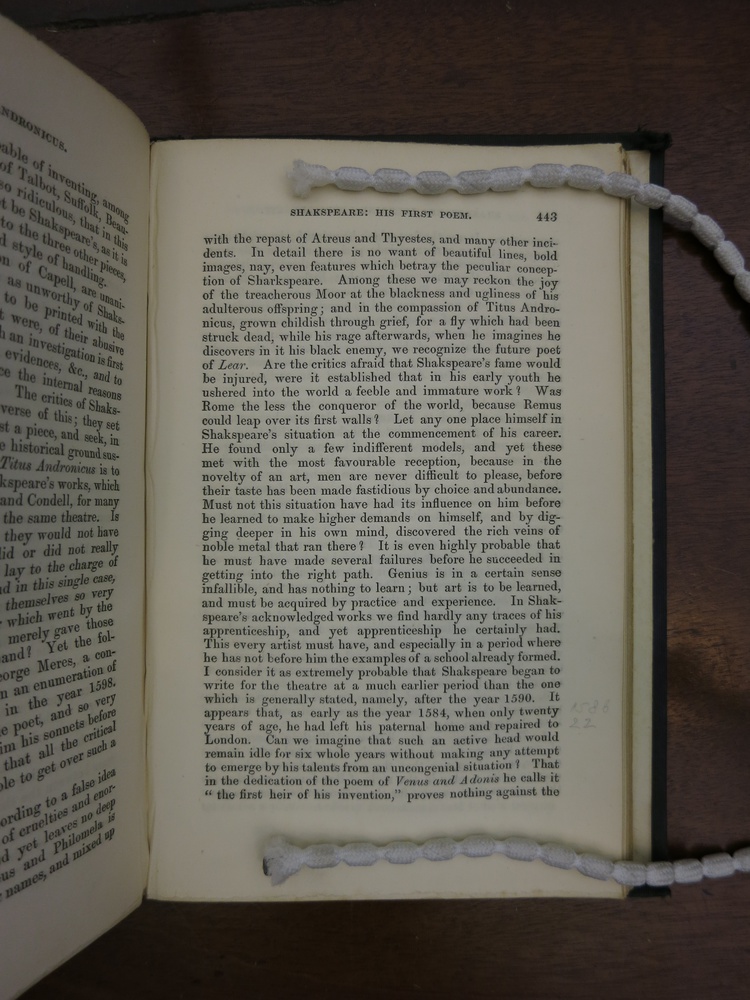 NDRONICUS.
able of inventing, among
of Talbot, Suffolk, Beau-
so ridiculous, that in this
t be Shakspeare's, as it is
to the three other pieces,
d style of handling.
on of Capell, are unani-
as unworthy of Shaks-
to be printed with the
t were, of their abusive
h an investigation is first
evidences, &c., and to
ce the internal reasons
The critics of Shaks-
verse of this; they set
st a piece, and seek, in
e historical ground sus-
Titus Andronicus is to
kspeare's works, which
and Condell, for many
the same theatre. Is
they would not have
did or did not really
lay to the charge of
nd in this single case,
themselves so very
which went by the
merely gave those
and? Yet the fol-
eorge Meres, a con-
n an enumeration of
in the year 1598.
e poet, and so very
im his sonnets before
that all the critical
ble to get over such a
ording to a false idea
of cruelties and enor-
d yet leaves no deep
us and Philomela is
names, and mixed up
SHAKSPEARE: HIS FIRST POEM. 443
with the repast of Atreus and Thyestes, and many other inci-
dents. In detail there is no want of beautiful lines, bold
images, nay, even features which betray the peculiar concep-
tion of Sharkspeare. Among these we may reckon the joy
of the treacherous Moor at the blackness and ugliness of his
adulterous offspring; and in the compassion of Titus Andro-
nicus, grown childish through grief, for a fly which had been
struck dead, while his rage afterwards, when he imagines he
discovers in it his black enemy, we recognize the future poet
of Lear. Are the critics afraid that Shakspeare's fame would
be injured, were it established that in his early youth he
ushered into the world a feeble and immature work? Was
Rome the less the conqueror of the world, because Remus
could leap over its first walls? Let any one place himself in
Shakspeare's situation at the commencement of his career.
He found only a few indifferent models, and yet these
met with the most favourable reception, because in the
novelty of an art, men are never difficult to please, before
their taste has been made fastidious by choice and abundance.
Must not this situation have had its influence on him before
he learned to make higher demands on himself, and by dig-
ging deeper in his own mind, discovered the rich veins of
noble metal that ran there? It is even highly probable that
he must have made several failures before he succeeded in
getting into the right path. Genius is in a certain sense
infallible, and has nothing to learn; but art is to be learned,
and must be acquired by practice and experience. In Shak-
speare's acknowledged works we find hardly any traces of his
apprenticeship, and yet apprenticeship he certainly had.
This every artist must have, and especially in a period where
he has not before him the examples of a school already formed.
I consider it as extremely probable that Shakspeare began to
write for the theatre at a much earlier period than the one
which is generally stated, namely, after the year 1590. It
appears that, as early as the year 1584, when only twenty
years of age, he had left his paternal home and repaired to
London. Can we imagine that such an active head would
remain idle for six whole years without making any attempt
to emerge by his talents from an uncongenial situation? That
in the dedication of the poem of Venus and Adonis he calls it
" the first heir of his invention," proves nothing against the
22